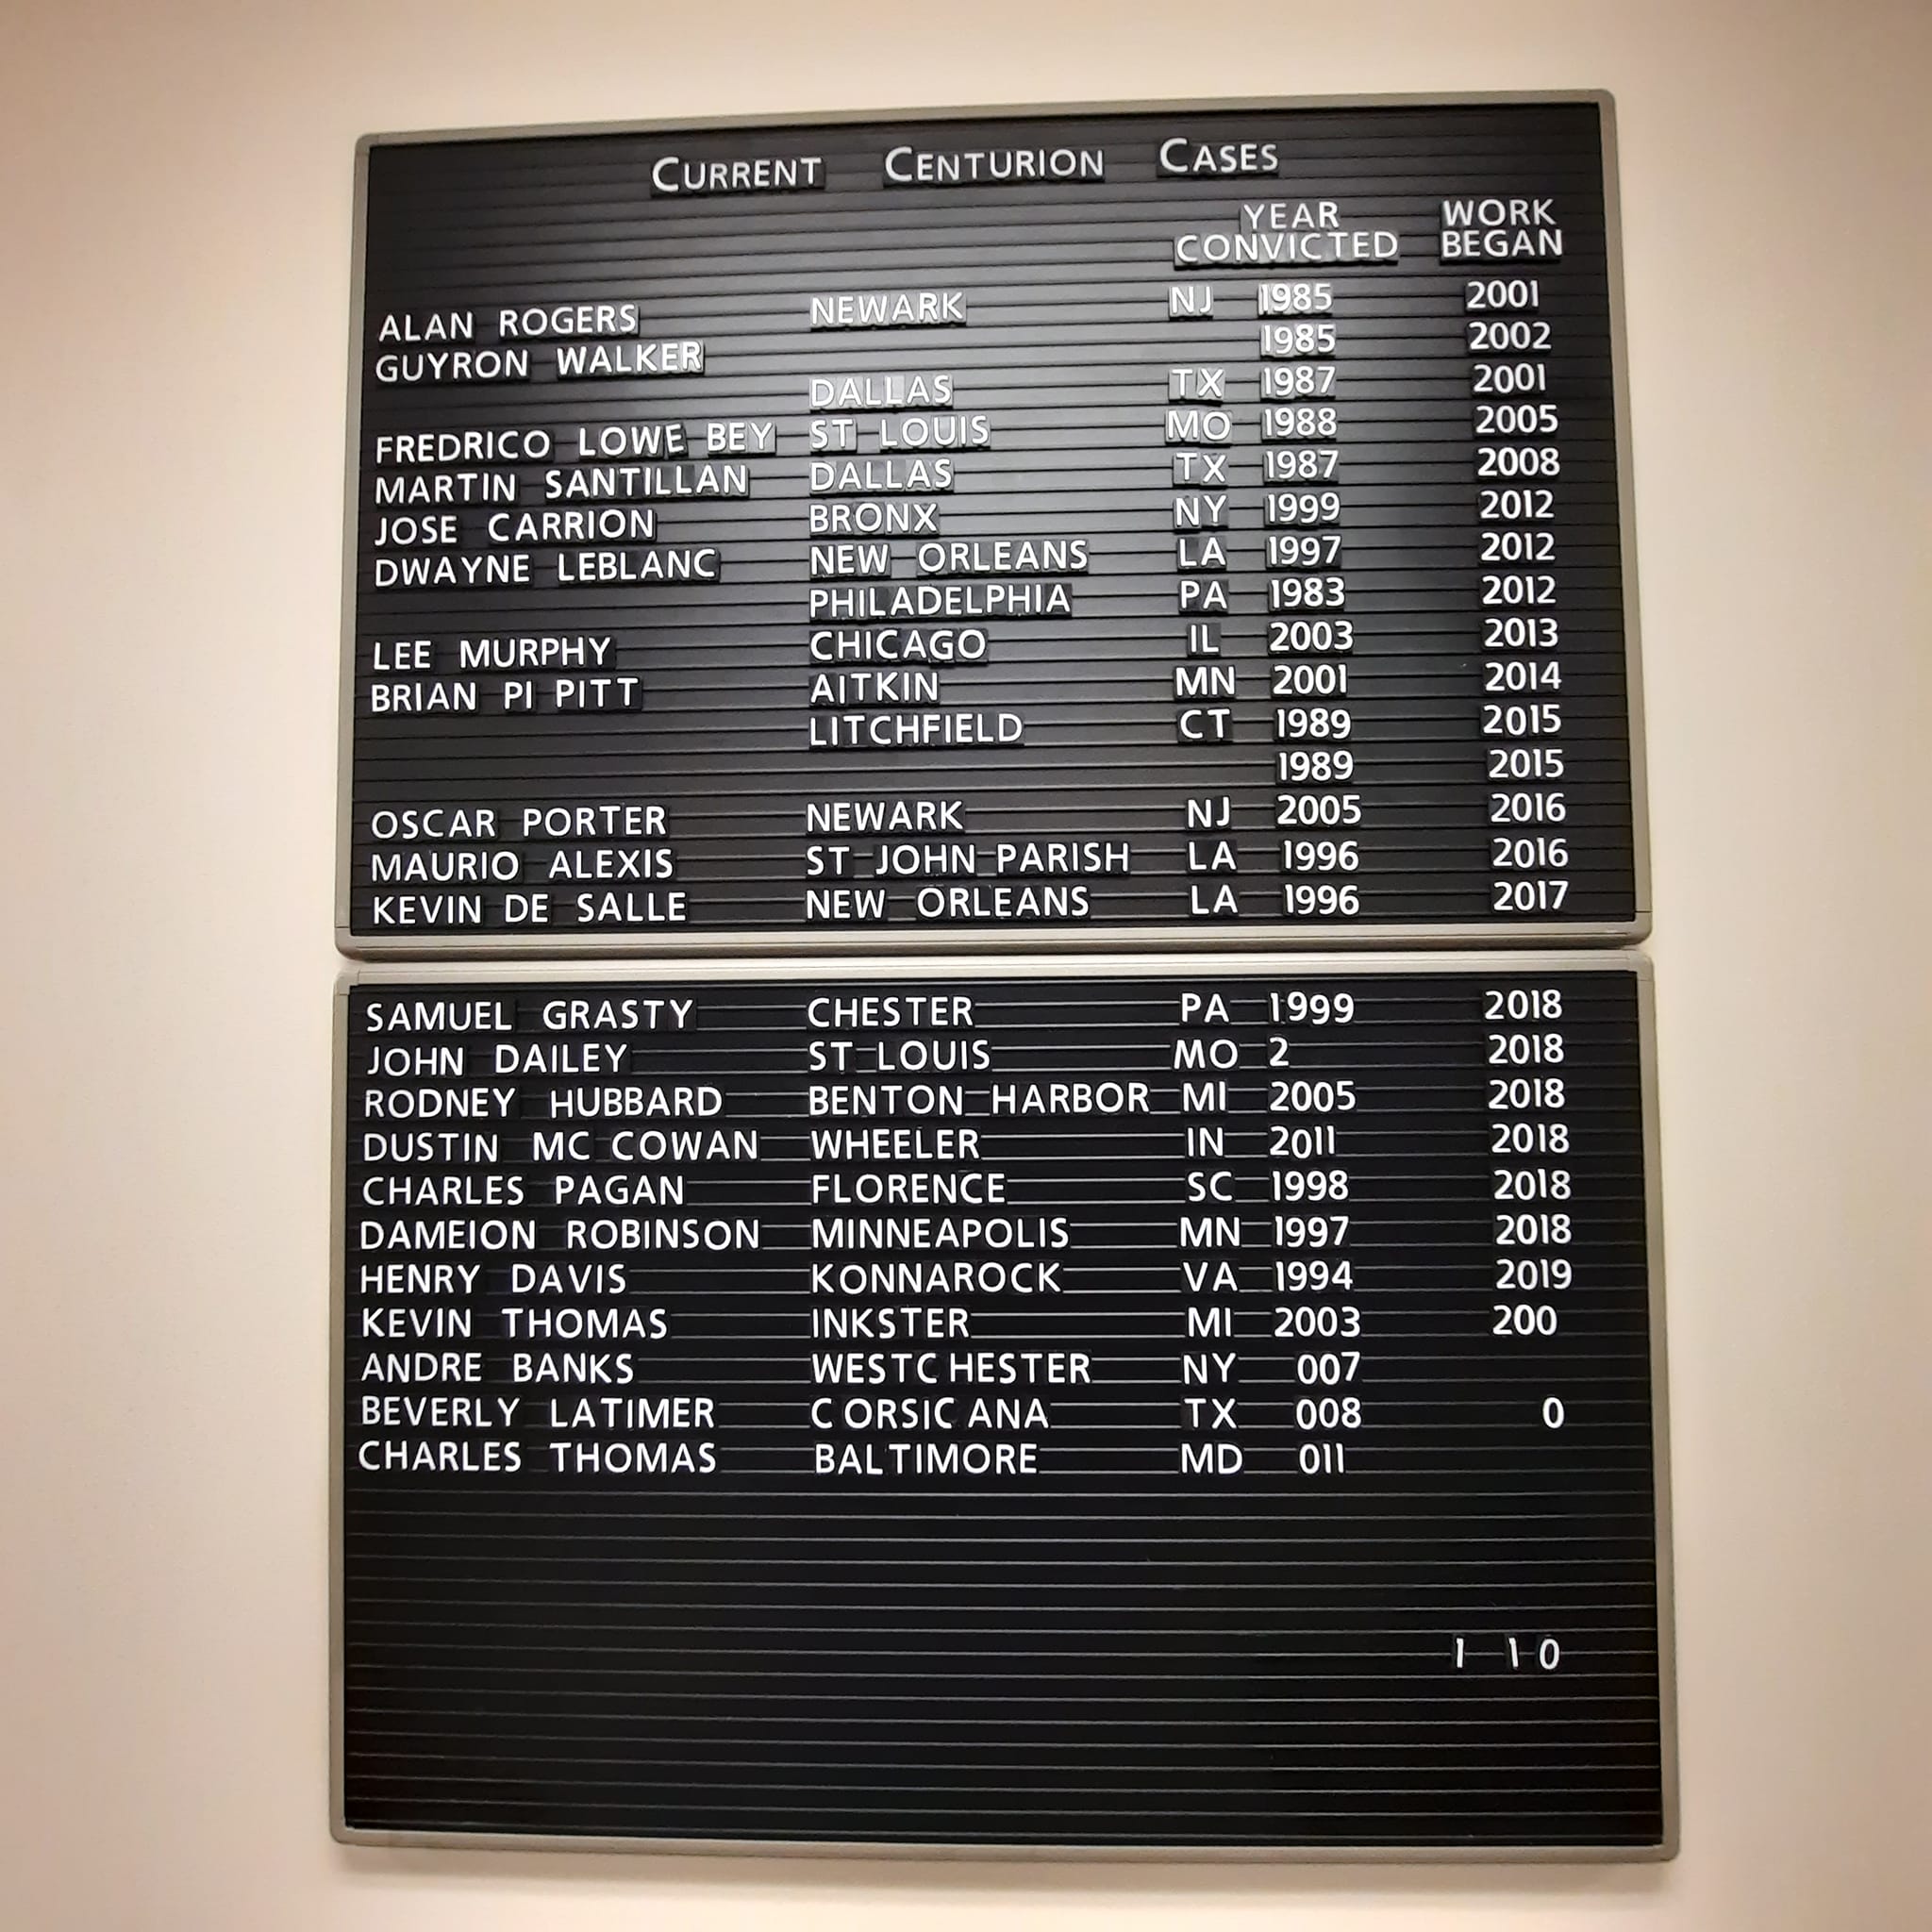 CURRENT CENTURION CASES
YEAR CONVICTED WORK BEGAN
ALAN ROGERS NEWARK NJ 1985 2001
GUYRON WALKER 1985 2002
DALLAS TX 1987 2001
FREDRICO LOWE BEY ST LOUIS MO 1988 2005
MARTIN SANTILLAN DALLAS TX 1987 2008
JOSE CARRION BRONX NY 1999 2012
DWAYNE LEBLANC NEW ORLEANS LA 1997 2012
PHILADELPHIA PA 1983 2012
LEE MURPHY CHICAGO IL 2003 2013
BRIAN PI PITT AITKIN MN 2001 2014
LITCHFIELD CT 1989 2015
1989 2015
OSCAR PORTER NEWARK NJ 2005 2016
MAURIO ALEXIS ST JOHN PARISH LA 1996 2016
KEVIN DE SALLE NEW ORLEANS LA 1996 2017
SAMUEL GRASTY CHESTER PA 1999 2018
JOHN DAILEY ST LOUIS MO 2 2018
RODNEY HUBBARD BENTON HARBOR MI 2005 2018
DUSTIN MC COWAN WHEELER IN 2011 2018
CHARLES PAGAN FLORENCE SC 1998 2018
DAMEION ROBINSON MINNEAPOLIS MN 1997 2018
HENRY DAVIS KONNAROCK VA 1994 2019
KEVIN THOMAS INKSTER MI 2003 200
ANDRE BANKS WESTC HESTER NY 007
BEVERLY LATIMER C ORSIC ANA TX 008 0
CHARLES THOMAS BALTIMORE MD 011
1 1 0